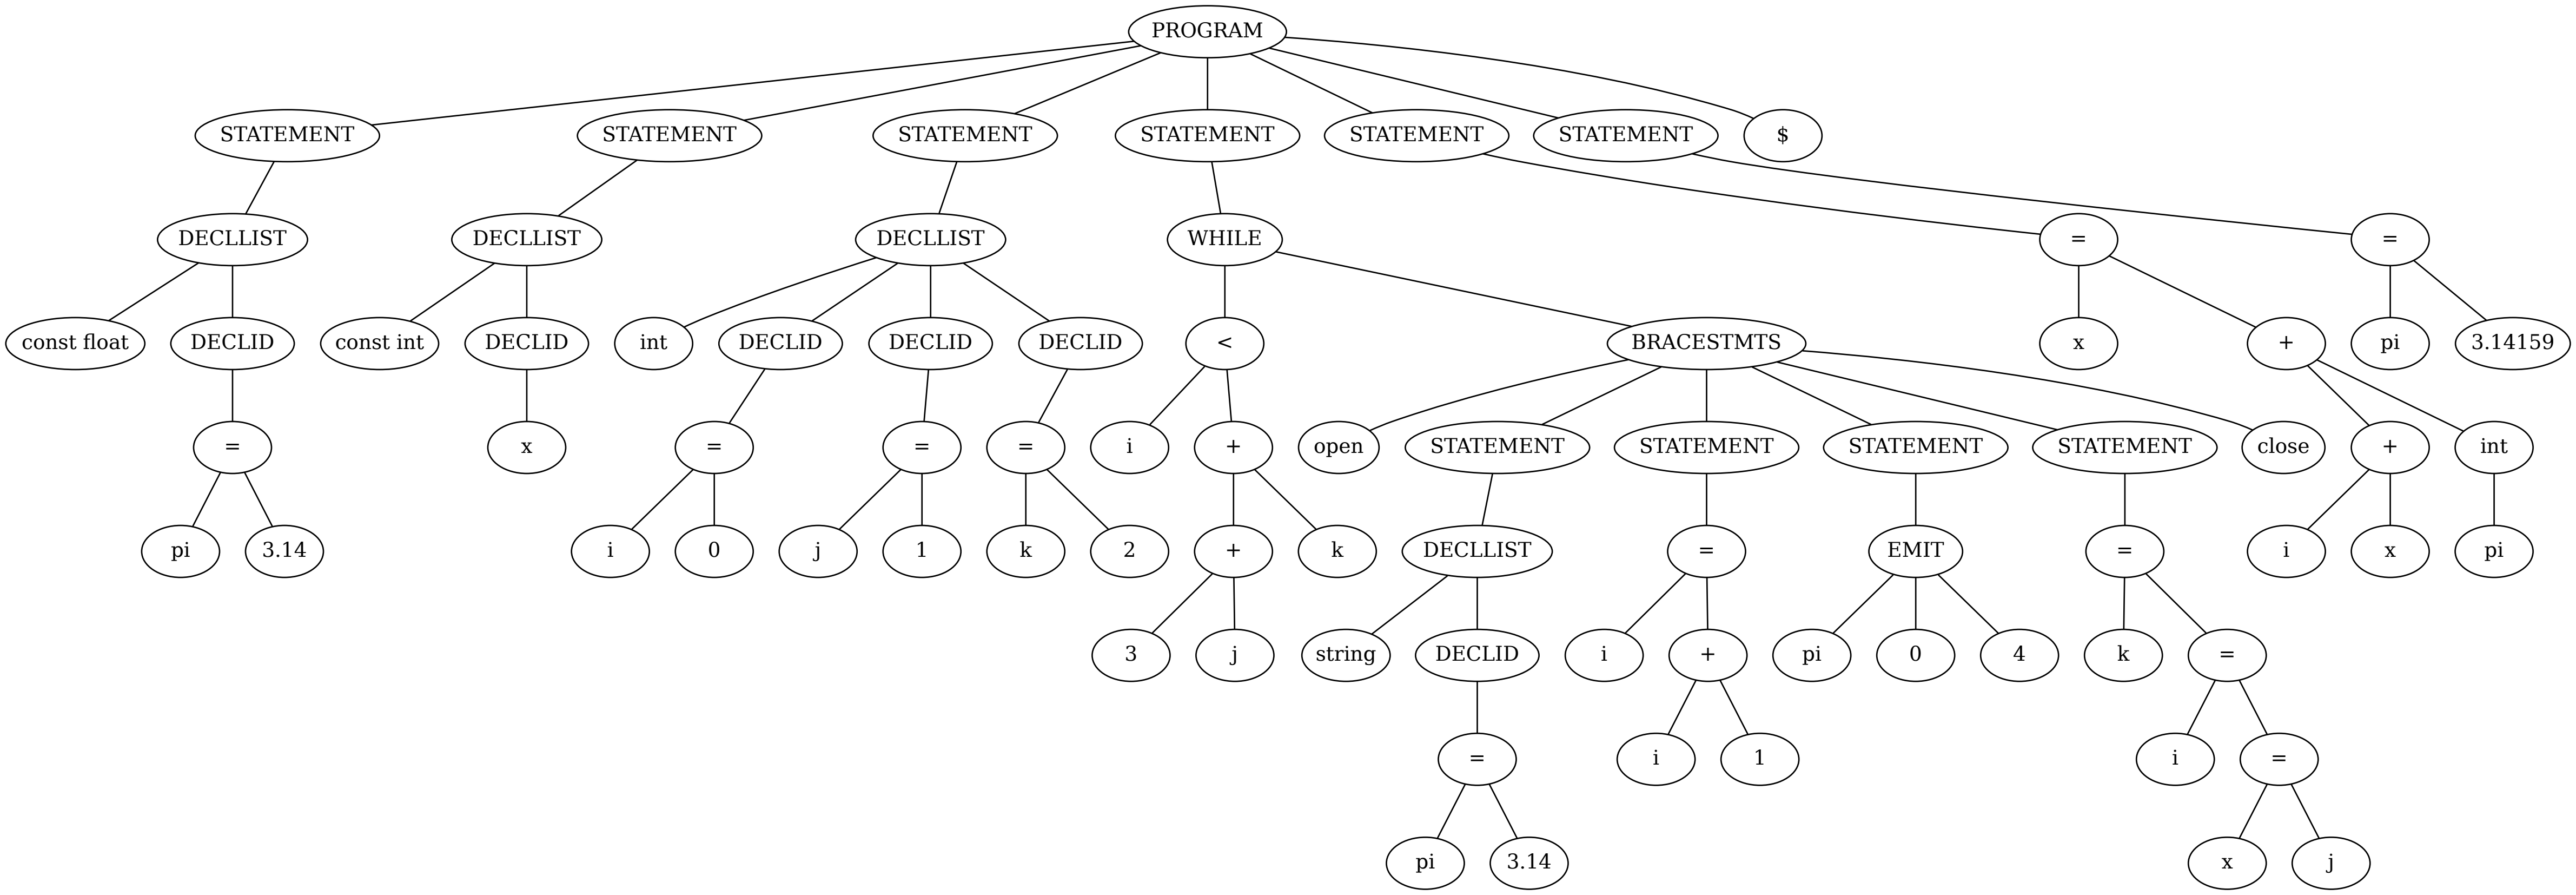 PROGRAM
STATEMENT STATEMENT STATEMENT STATEMENT STATEMENT STATEMENT $
DECLLIST DECLLIST DECLLIST WHILE = =
const float DECLID const int DECLID int DECLID DECLID DECLID < BRACESTMTS x + pi 3.14159
= x = = = i + open STATEMENT STATEMENT STATEMENT STATEMENT close + int
pi 3.14 i 0 j 1 k 2 + k DECLLIST = EMIT = i x pi
3 j string DECLID i + pi 0 4 k =
= i 1 i =
pi 3.14 x j